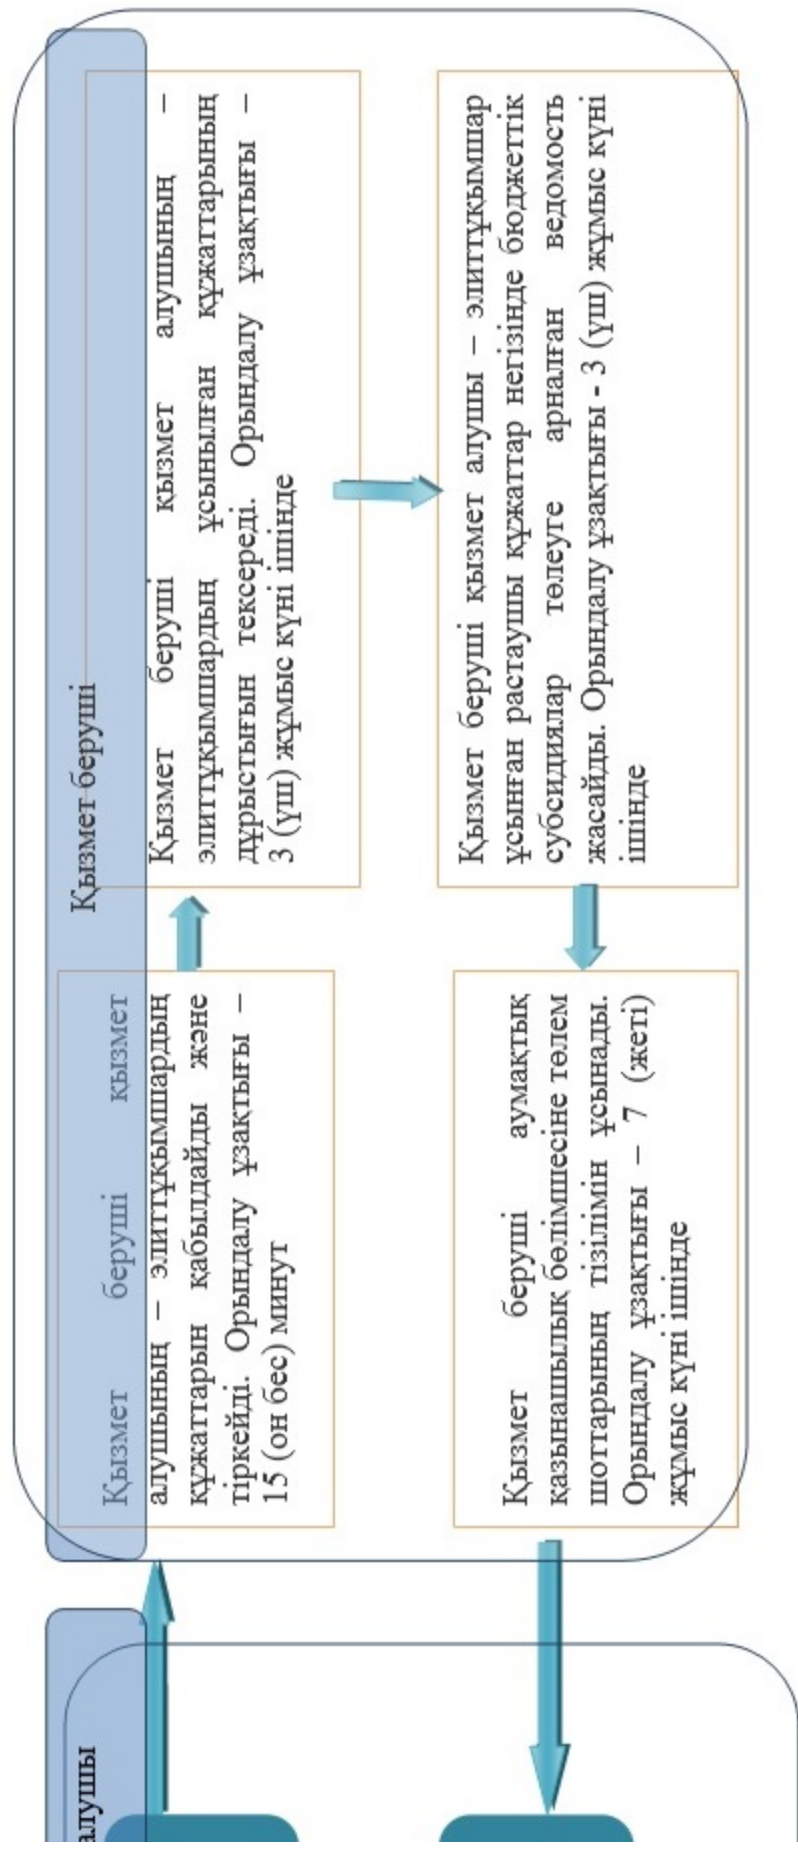 алушы
Қызмет беруші
Қызмет беруші қызмет
алушының – элиттұқымшардың
құжаттарын қабылдайды және
тіркейді. Орындалу ұзақтығы –
15 (он бес) минут
Қызмет беруші қызмет алушының –
элиттұқымшардың ұсынылған құжаттарының
дұрыстығын тексереді. Орындалу ұзақтығы –
3 (үш) жұмыс күні ішінде
Қызмет беруші қызмет алушы – элиттұқымшар
ұсынған растаушы құжаттар негізінде бюджеттік
субсидиялар төлеуге арналған ведомость
жасайды. Орындалу ұзақтығы - 3 (үш) жұмыс күні
ішінде
Қызмет беруші аумақтық
қазынашылық бөлімшесіне төлем
шоттарының тізілімін ұсынады.
Орындалу ұзақтығы – 7 (жеті)
жұмыс күні ішінде